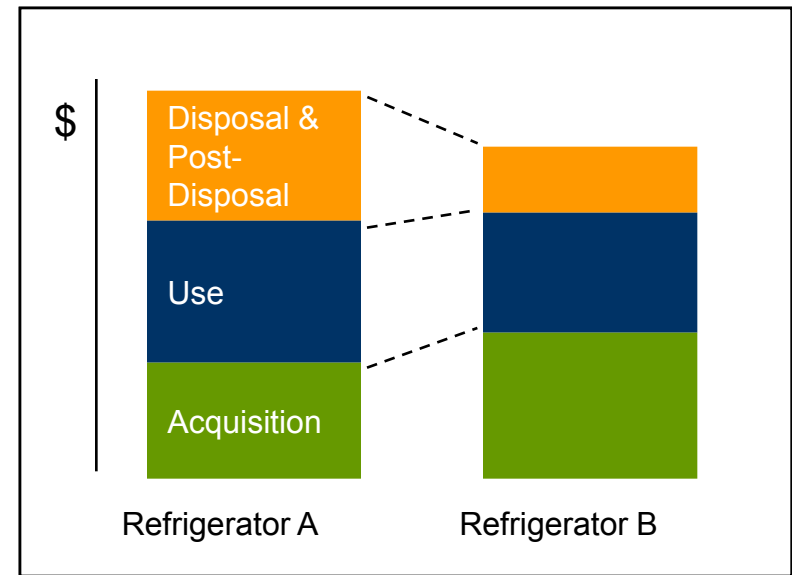 $
Disposal &
Post-
Disposal
Use
Acquisition
Refrigerator A
Refrigerator B